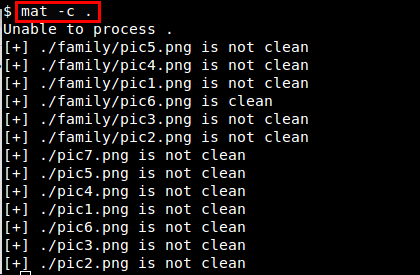 $ mat -c .
Unable to process .
[+] ./family/pic5.png is not clean
[+] ./family/pic4.png is not clean
[+] ./family/pic1.png is not clean
[+] ./family/pic6.png is clean
[+] ./family/pic3.png is not clean
[+] ./family/pic2.png is not clean
[+] ./pic7.png is not clean
[+] ./pic5.png is not clean
[+] ./pic4.png is not clean
[+] ./pic1.png is not clean
[+] ./pic6.png is not clean
[+] ./pic3.png is not clean
[+] ./pic2.png is not clean